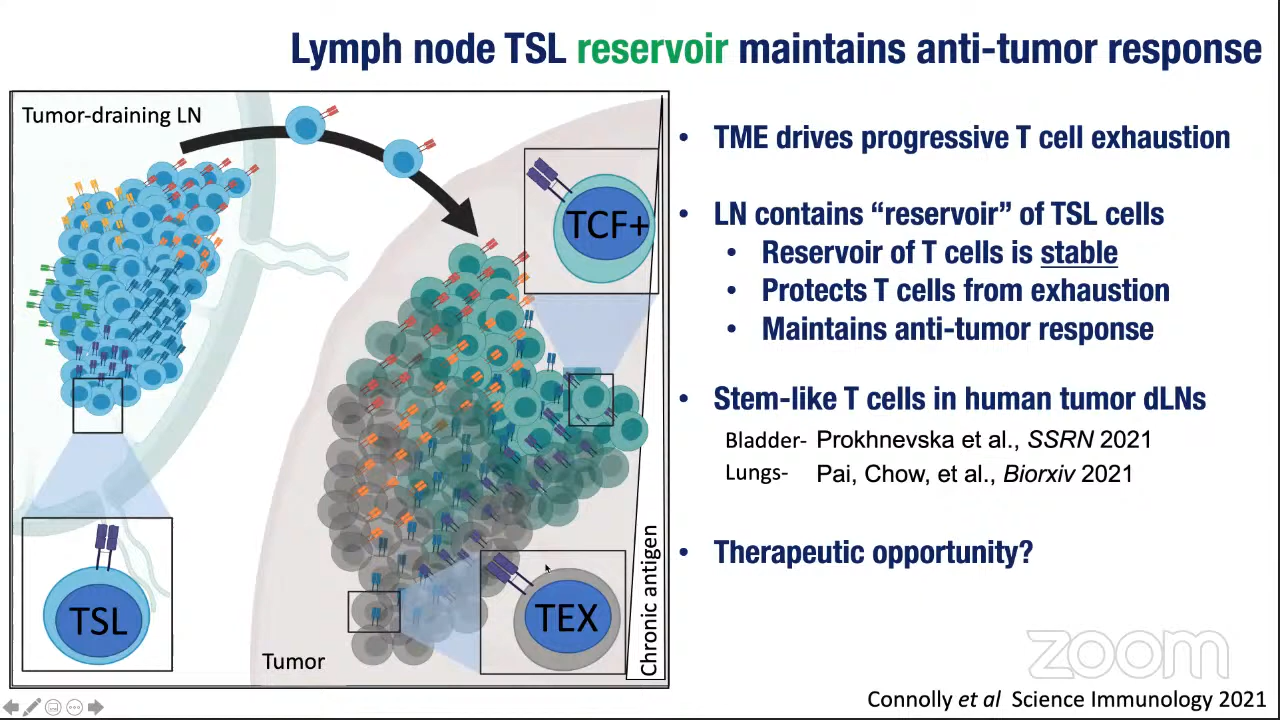 Lymph node TSL reservoir maintains anti-tumor response
Tumor-draining LN
TCF+
TSL
TEX
Tumor
Chronic antigen
• TME drives progressive T cell exhaustion
• LN contains “reservoir” of TSL cells
• Reservoir of T cells is stable
• Protects T cells from exhaustion
• Maintains anti-tumor response
• Stem-like T cells in human tumor dLNs
Bladder- Prokhnevska et al., SSRN 2021
Lungs- Pai, Chow, et al., Biorxiv 2021
• Therapeutic opportunity?
zoom
Connolly et al Science Immunology 2021